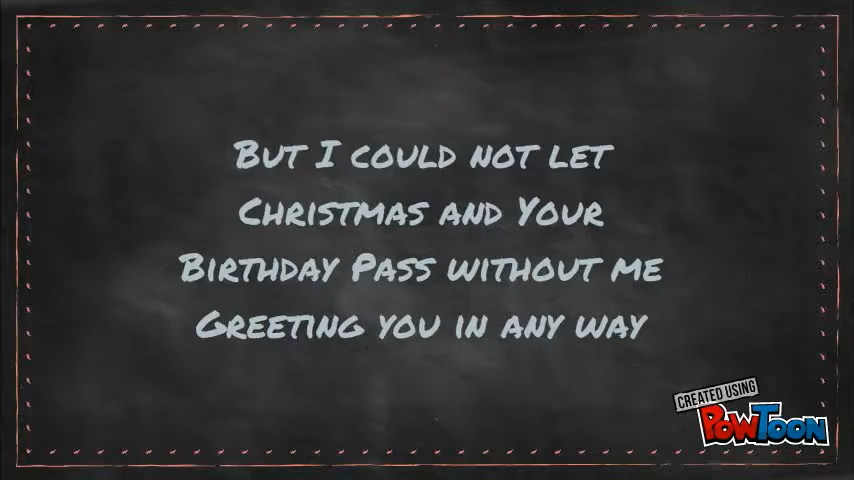 But I could not let
Christmas and Your
Birthday Pass without me
Greeting you in any way
CREATED USING
PowToon